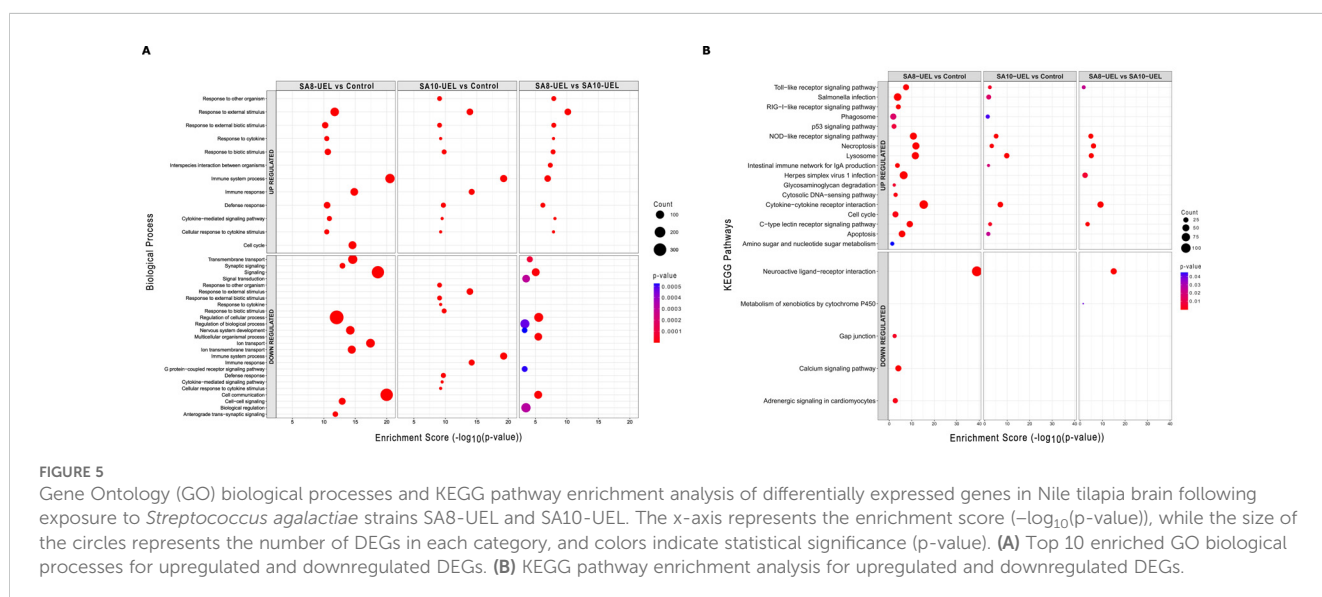 A
SA8-UEL vs Control
SA10-UEL vs Control
SA8-UEL vs SA10-UEL
Biological Process
UP REGULATED
Response to other organism
Response to external stimulus
Response to external biotic stimulus
Response to cytokine
Response to biotic stimulus
Interspecies interaction between organisms
Immune system process
Immune response
Defense response
Cytokine-mediated signaling pathway
Cellular response to cytokine stimulus
Cell cycle
DOWN REGULATED
Transmembrane transport
Synaptic signaling
Signaling
Signal transduction
Response to other organism
Response to external stimulus
Response to external biotic stimulus
Response to cytokine
Response to biotic stimulus
Regulation of cellular process
Regulation of biological process
Nervous system development
Multicellular organismal process
Ion transport
Ion transmembrane transport
Immune system process
Immune response
G protein-coupled receptor signaling pathway
Defense response
Cytokine-mediated signaling pathway
Cellular response to cytokine stimulus
Cell communication
Cell-cell signaling
Biological regulation
Anterograde trans-synaptic signaling
5 10 15 20 5 10 15 20 5 10 15 20
Enrichment Score (-log10(p-value))
Count
100
200
300
p-value
0.0005
0.0004
0.0003
0.0002
0.0001
B
SA8-UEL vs Control
SA10-UEL vs Control
SA8-UEL vs SA10-UEL
KEGG Pathways
UP REGULATED
Toll-like receptor signaling pathway
Salmonella infection
RIG-I-like receptor signaling pathway
Phagosome
p53 signaling pathway
NOD-like receptor signaling pathway
Necroptosis
Lysosome
Intestinal immune network for IgA production
Herpes simplex virus 1 infection
Glycosaminoglycan degradation
Cytosolic DNA-sensing pathway
Cytokine-cytokine receptor interaction
Cell cycle
C-type lectin receptor signaling pathway
Apoptosis
Amino sugar and nucleotide sugar metabolism
DOWN REGULATED
Neuroactive ligand-receptor interaction
Metabolism of xenobiotics by cytochrome P450
Gap junction
Calcium signaling pathway
Adrenergic signaling in cardiomyocytes
0 10 20 30 40 0 10 20 30 40 0 10 20 30 40
Enrichment Score (-log10(p-value))
Count
25
50
75
100
p-value
0.04
0.03
0.02
0.01
FIGURE 5
Gene Ontology (GO) biological processes and KEGG pathway enrichment analysis of differentially expressed genes in Nile tilapia brain following
exposure to Streptococcus agalactiae strains SA8-UEL and SA10-UEL. The x-axis represents the enrichment score (–log10(p-value)), while the size of
the circles represents the number of DEGs in each category, and colors indicate statistical significance (p-value). (A) Top 10 enriched GO biological
processes for upregulated and downregulated DEGs. (B) KEGG pathway enrichment analysis for upregulated and downregulated DEGs.